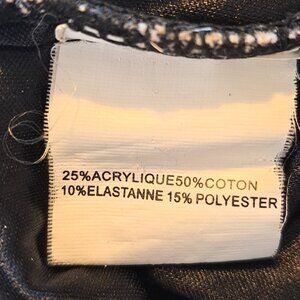 25%ACRYLIQUE50%COTON
10%ELASTANNE 15% POLYESTER